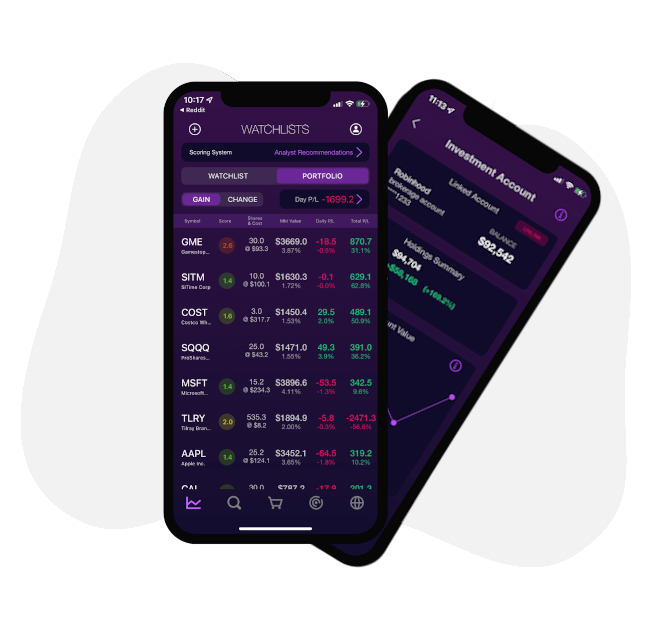 10:17
◀ Reddit
WATCHLISTS
Scoring System Analyst Recommendations
WATCHLIST PORTFOLIO
GAIN CHANGE Day P/L -1699.2
Symbol Score Shares & Cost Mkt Value Daily P/L Total P/L
GME 2.6 30.0 $3669.0 -18.5 870.7
Gamestop... @ $93.3 3.87% -0.5% 31.1%
SITM 1.4 10.0 $1630.3 -0.1 629.1
SiTime Corp @ $100.1 1.72% -0.0% 62.8%
COST 1.6 3.0 $1450.4 29.5 489.1
Costco Wh... @ $317.7 1.53% 2.0% 50.9%
SQQQ 25.0 $1471.0 49.3 391.0
ProShares... @ $43.2 1.55% 3.9% 36.2%
MSFT 1.4 15.2 $3896.6 -53.5 342.5
Microsoft... @ $234.3 4.11% -1.3% 9.6%
TLRY 2.0 535.3 $1894.9 -5.8 -2471.3
Tilray Bran... @ $8.2 2.00% -0.3% -56.6%
AAPL 1.4 25.2 $3452.1 -64.5 319.2
Apple Inc. @ $124.1 3.65% -1.8% 10.2%
CAL 30.0 $787.2 -17.9 201.3
11:13
Investment Account
Linked Account
Robinhood
brokerage account
1233
BALANCE
$92,542
Holdings Summary
$94,704
+$58,168 (+169.2%)
nt Value